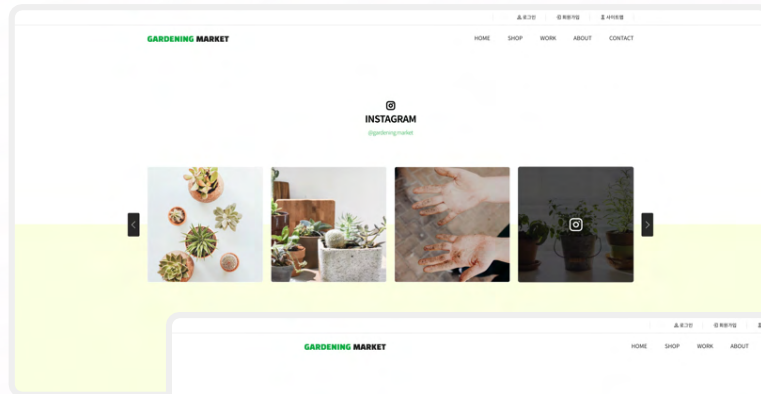 로그인 회원가입 사이트맵
GARDENING MARKET HOME SHOP WORK ABOUT CONTACT
INSTAGRAM
@gardening.market
로그인 회원가입
GARDENING MARKET HOME SHOP WORK ABOUT